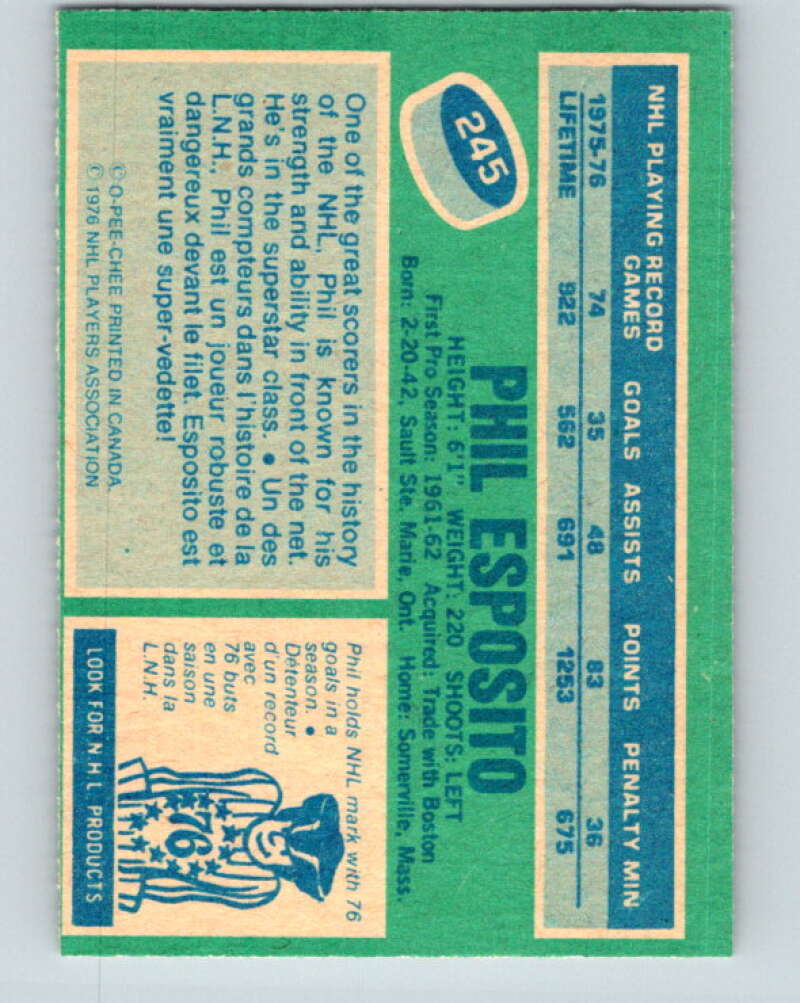 NHL PLAYING RECORD
GAMES GOALS ASSISTS POINTS PENALTY MIN
1975-76 74 35 48 83 36
LIFETIME 922 562 691 1253 675
245
PHIL ESPOSITO
HEIGHT: 6'1" WEIGHT: 220 SHOOTS: LEFT
First Pro Season: 1961-62 Acquired: Trade with Boston
Born: 2-20-42, Sault Ste. Marie, Ont. Home: Somerville, Mass.
One of the great scorers in the history
of the NHL, Phil is known for his
strength and ability in front of the net.
He's in the superstar class. • Un des
grands compteurs dans l'histoire de la
L.N.H., Phil est un joueur robuste et
dangereux devant le filet. Esposito est
vraiment une super-vedette!
©O-PEE-CHEE PRINTED IN CANADA
© 1976 NHL PLAYERS ASSOCIATION
Phil holds NHL mark with 76
goals in a
season. •
Détenteur
d'un record
avec
76 buts
en une
saison
dans la
L.N.H.
76
LOOK FOR N.H.L PRODUCTS